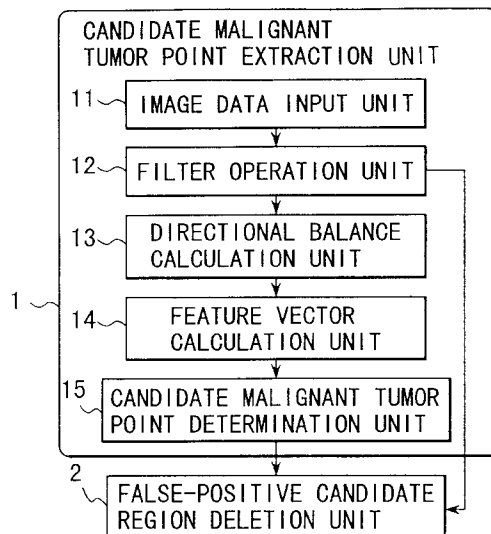 CANDIDATE MALIGNANT
TUMOR POINT EXTRACTION UNIT
11
IMAGE DATA INPUT UNIT
12
FILTER OPERATION UNIT
13
DIRECTIONAL BALANCE
CALCULATION UNIT
1
14
FEATURE VECTOR
CALCULATION UNIT
15
CANDIDATE MALIGNANT TUMOR
POINT DETERMINATION UNIT
2
FALSE-POSITIVE CANDIDATE
REGION DELETION UNIT